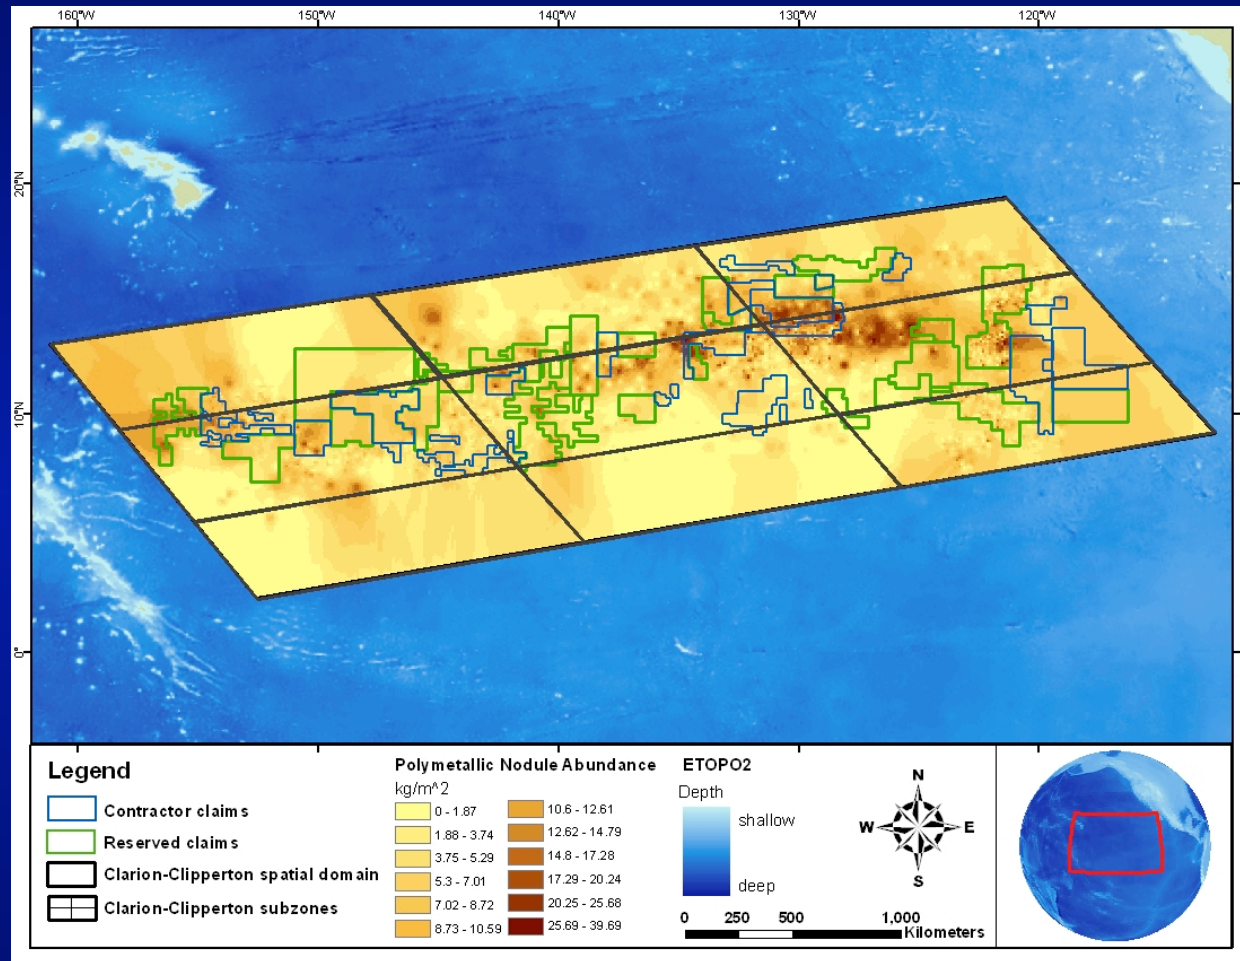 160°W 150°W 140°W 130°W 120°W
20°N
10°N
0°
Legend
Contractor claims
Reserved claims
Clarion-Clipperton spatial domain
Clarion-Clipperton subzones
Polymetallic Nodule Abundance
kg/m^2
0 - 1.87
1.88 - 3.74
3.75 - 5.29
5.3 - 7.01
7.02 - 8.72
8.73 - 10.59
10.6 - 12.61
12.62 - 14.79
14.8 - 17.28
17.29 - 20.24
20.25 - 25.68
25.69 - 39.69
ETOPO2
Depth
shallow
deep
N
W E
S
0 250 500 1,000
Kilometers